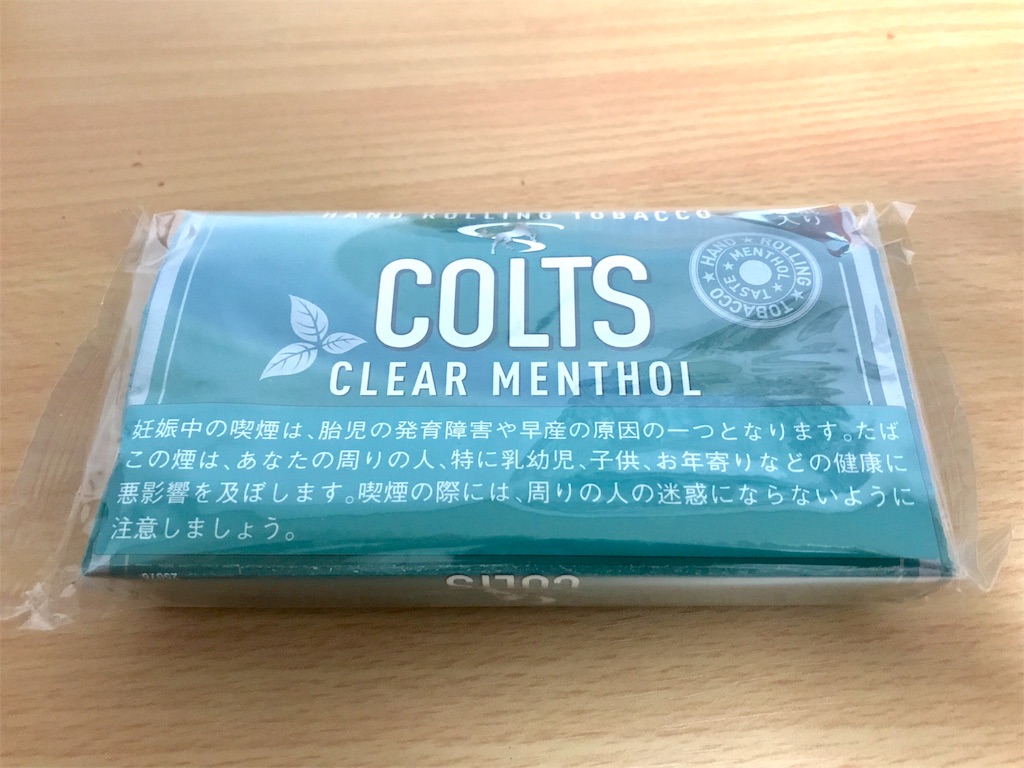 HAND ROLLING TOBACCO
入り
COLTS
HAND ★ ROLLING ★ TOBACCO ★
MENTHOL ★ TASTE ★
CLEAR MENTHOL
妊娠中の喫煙は、胎児の発育障害や早産の原因の一つとなります。たば
この煙は、あなたの周りの人、特に乳幼児、子供、お年寄りなどの健康に
悪影響を及ぼします。喫煙の際には、周りの人の迷惑にならないように
注意しましょう。
COLTS